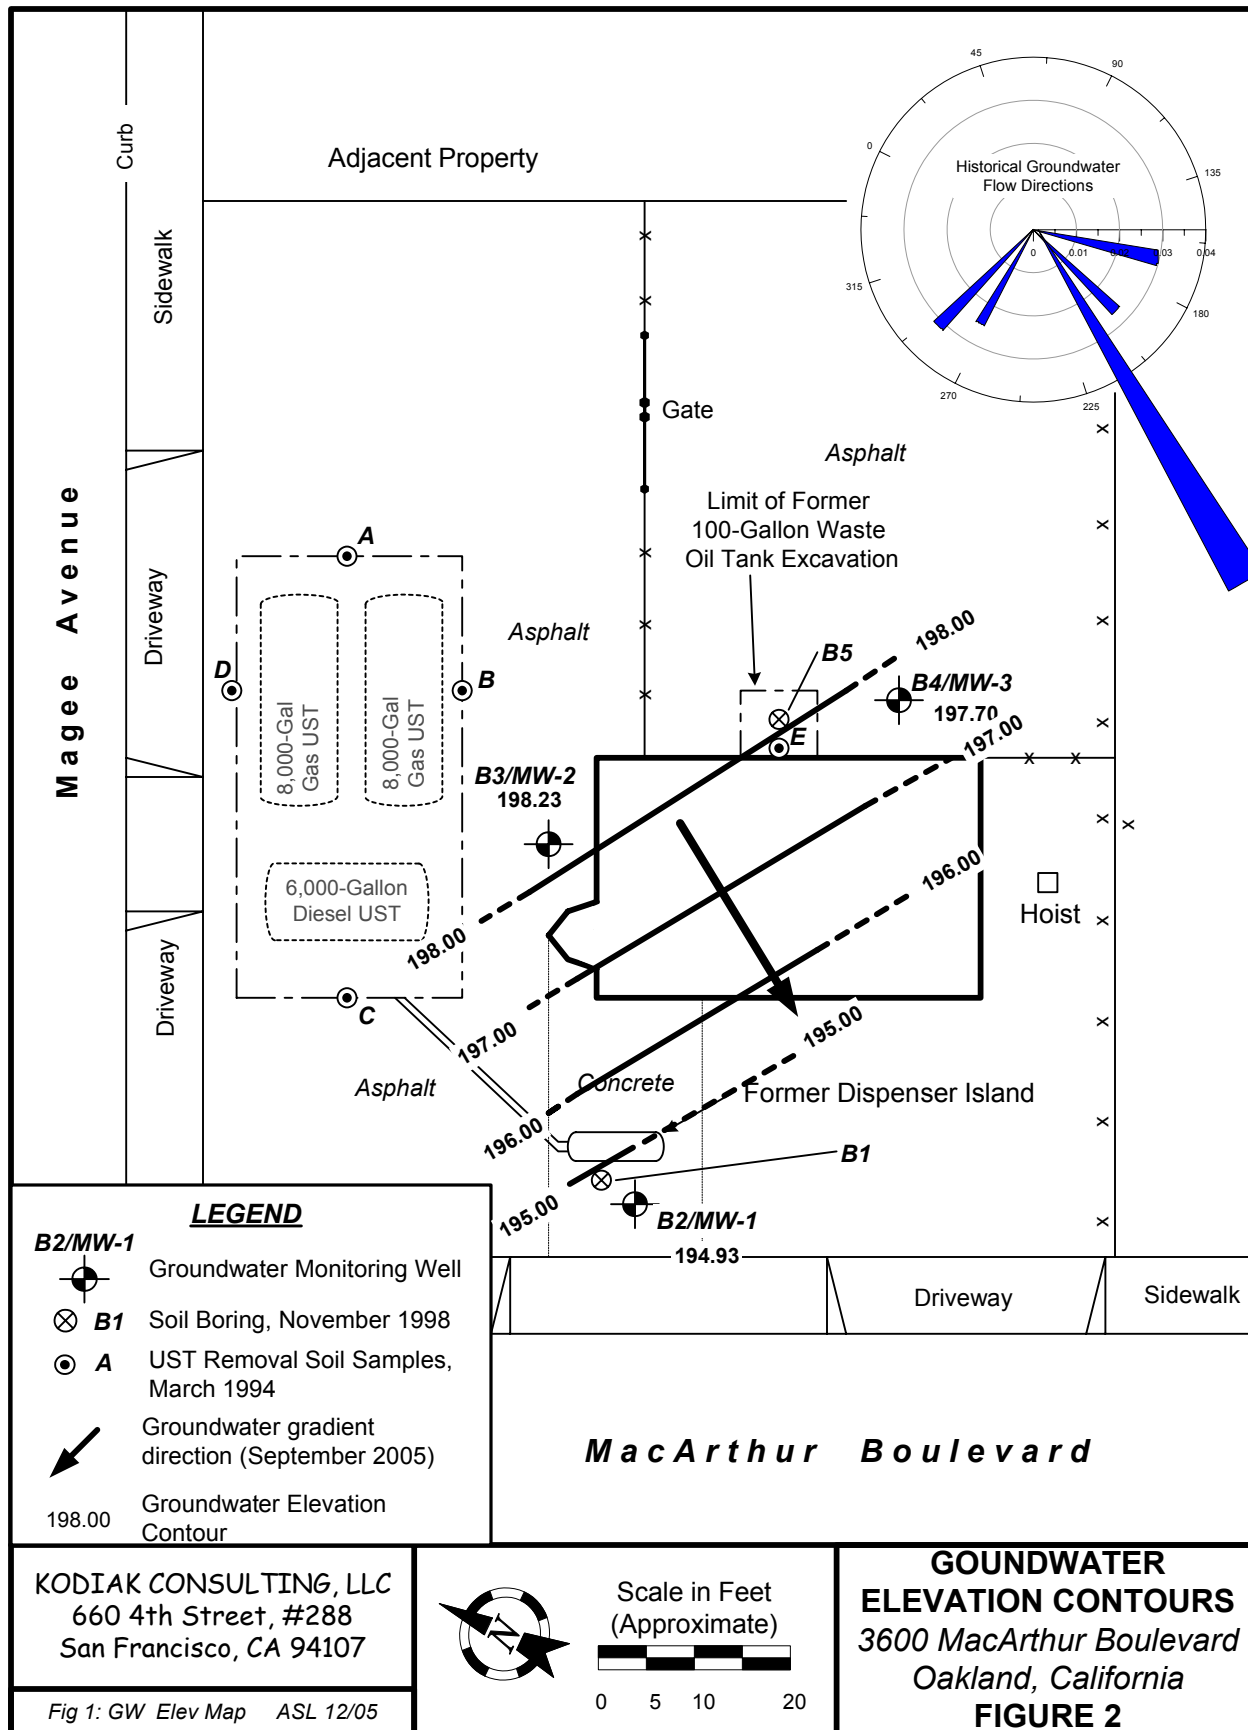 45
90
0
135
315
180
270
225
Historical Groundwater
Flow Directions
0
0.01
0.03
0.04
Curb
Adjacent Property
Sidewalk
Gate
Asphalt
Limit of Former
100-Gallon Waste
Oil Tank Excavation
A
Magee Avenue
Driveway
Asphalt
198.00
B5
D
B
B4/MW-3
197.70
197.00
E
8,000-Gal
Gas UST
8,000-Gal
Gas UST
B3/MW-2
198.23
196.00
6,000-Gallon
Diesel UST
Hoist
198.00
Driveway
C
195.00
197.00
Asphalt
Concrete
Former Dispenser Island
196.00
B1
195.00
B2/MW-1
194.93
Driveway
Sidewalk
LEGEND
B2/MW-1
Groundwater Monitoring Well
B1 Soil Boring, November 1998
A UST Removal Soil Samples,
March 1994
Groundwater gradient
direction (September 2005)
198.00 Groundwater Elevation
Contour
MacArthur Boulevard
KODIAK CONSULTING, LLC
660 4th Street, #288
San Francisco, CA 94107
Fig 1: GW Elev Map ASL 12/05
N
Scale in Feet
(Approximate)
0 5 10 20
GOUNDWATER
ELEVATION CONTOURS
3600 MacArthur Boulevard
Oakland, California
FIGURE 2